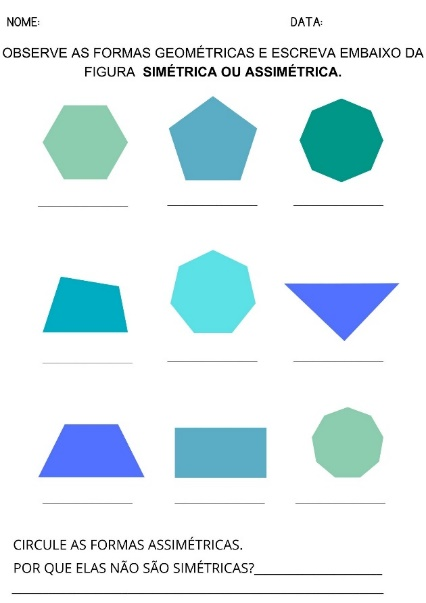 NOME: DATA:
OBSERVE AS FORMAS GEOMÉTRICAS E ESCREVA EMBAIXO DA
FIGURA SIMÉTRICA OU ASSIMÉTRICA.
CIRCULE AS FORMAS ASSIMÉTRICAS.
POR QUE ELAS NÃO SÃO SIMÉTRICAS?